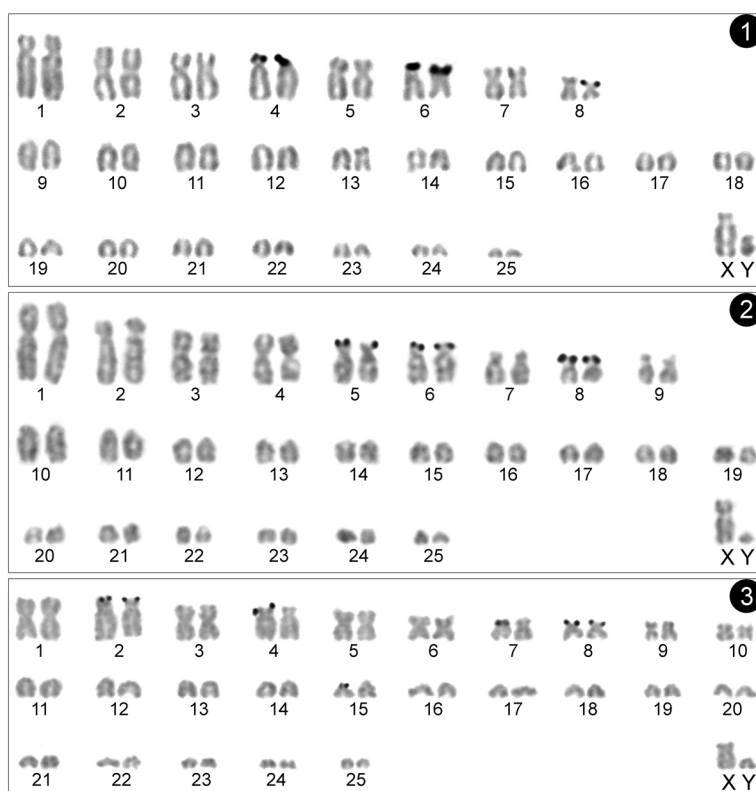 1
1 2 3 4 5 6 7 8
9 10 11 12 13 14 15 16 17 18
19 20 21 22 23 24 25 X Y
2
1 2 3 4 5 6 7 8 9
10 11 12 13 14 15 16 17 18 19
20 21 22 23 24 25 X Y
3
1 2 3 4 5 6 7 8 9 10
11 12 13 14 15 16 17 18 19 20
21 22 23 24 25 X Y